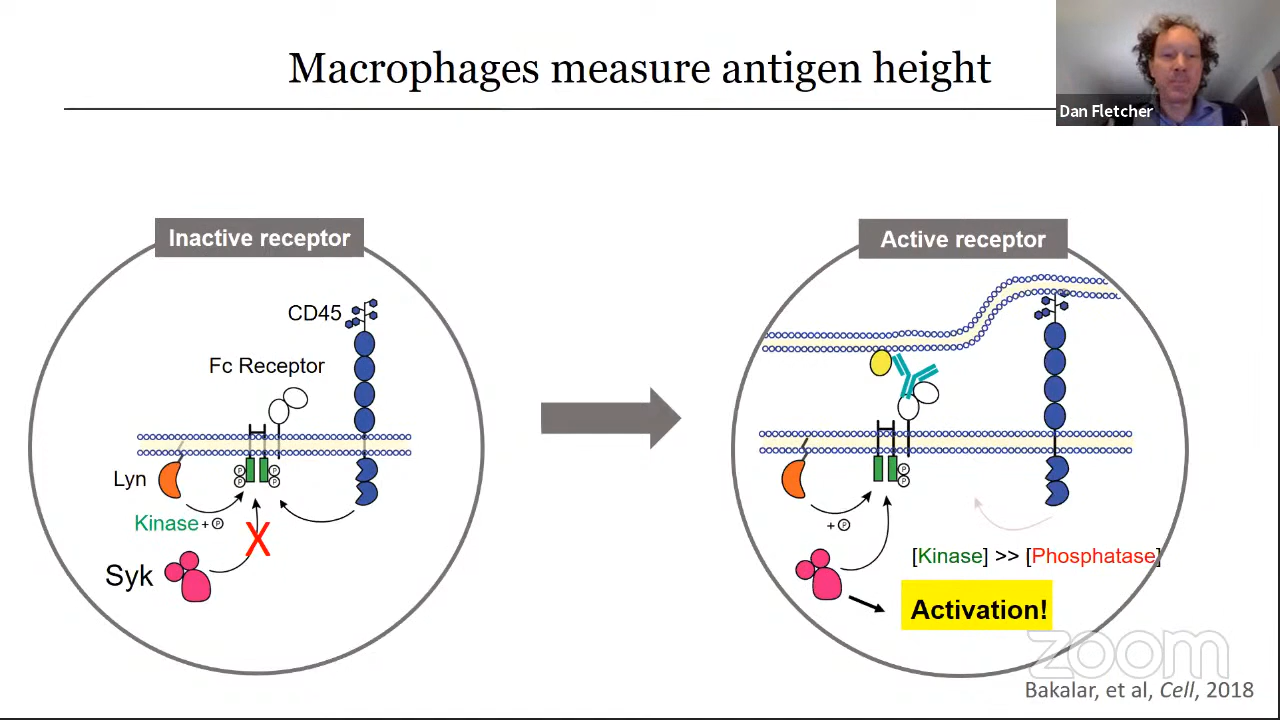 Macrophages measure antigen height
Dan Fletcher
Inactive receptor
CD45
Fc Receptor
Lyn
P
P
P
P
Kinase + P
X
Syk
Active receptor
P
P
+ P
[Kinase] >> [Phosphatase]
Activation!
zoom
Bakalar, et al, Cell, 2018